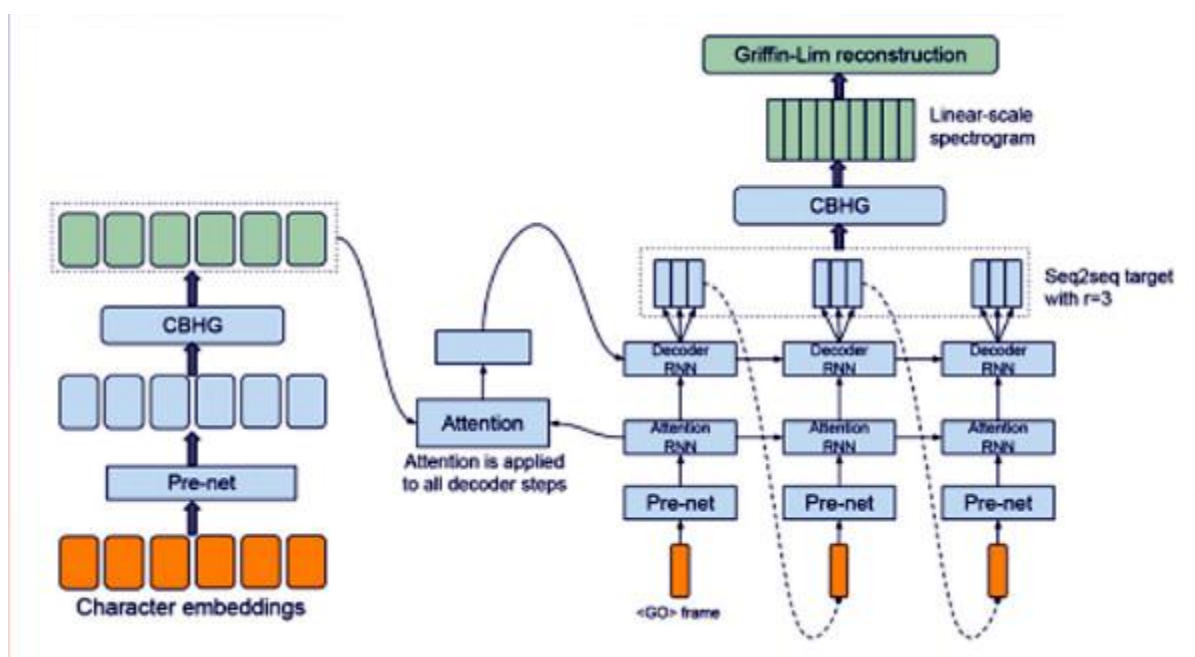 Griffin-Lim reconstruction
Linear-scale
spectrogram
CBHG
Seq2seq target
with r=3
CBHG
Decoder
RNN
Decoder
RNN
Decoder
RNN
Attention
Attention is applied
to all decoder steps
Attention
RNN
Attention
RNN
Attention
RNN
Pre-net
Pre-net
Pre-net
Pre-net
<GO> frame
Character embeddings